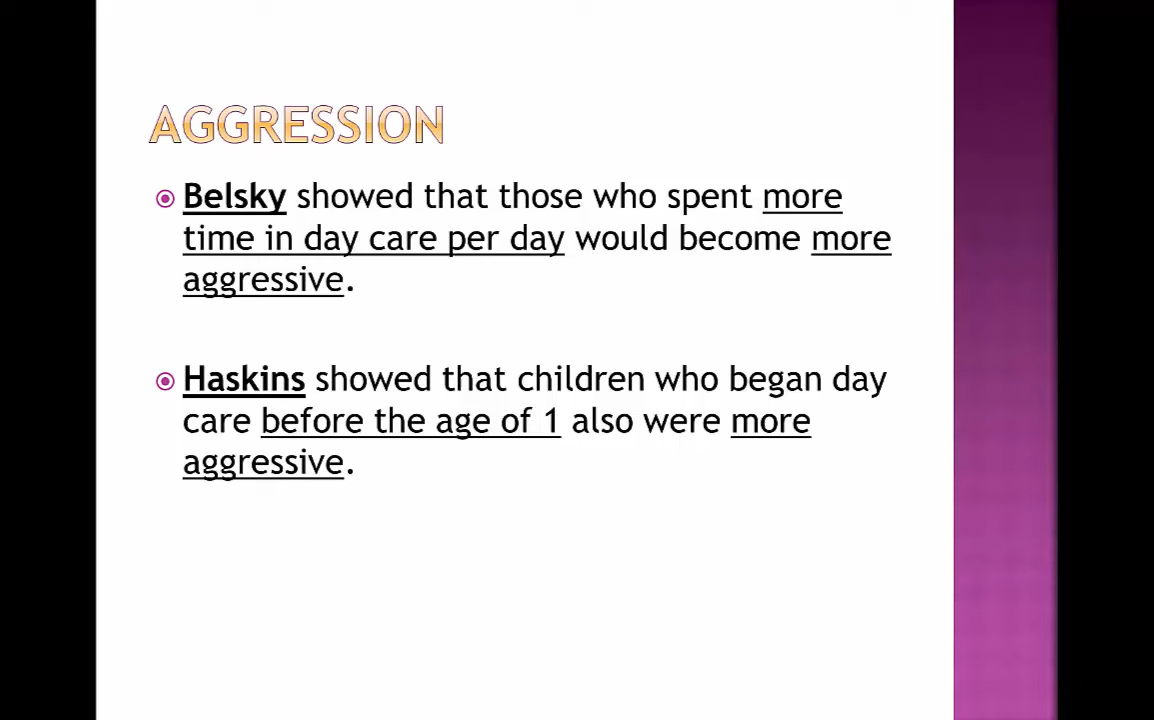 AGGRESSION
Belsky showed that those who spent more
time in day care per day would become more
aggressive.
Haskins showed that children who began day
care before the age of 1 also were more
aggressive.